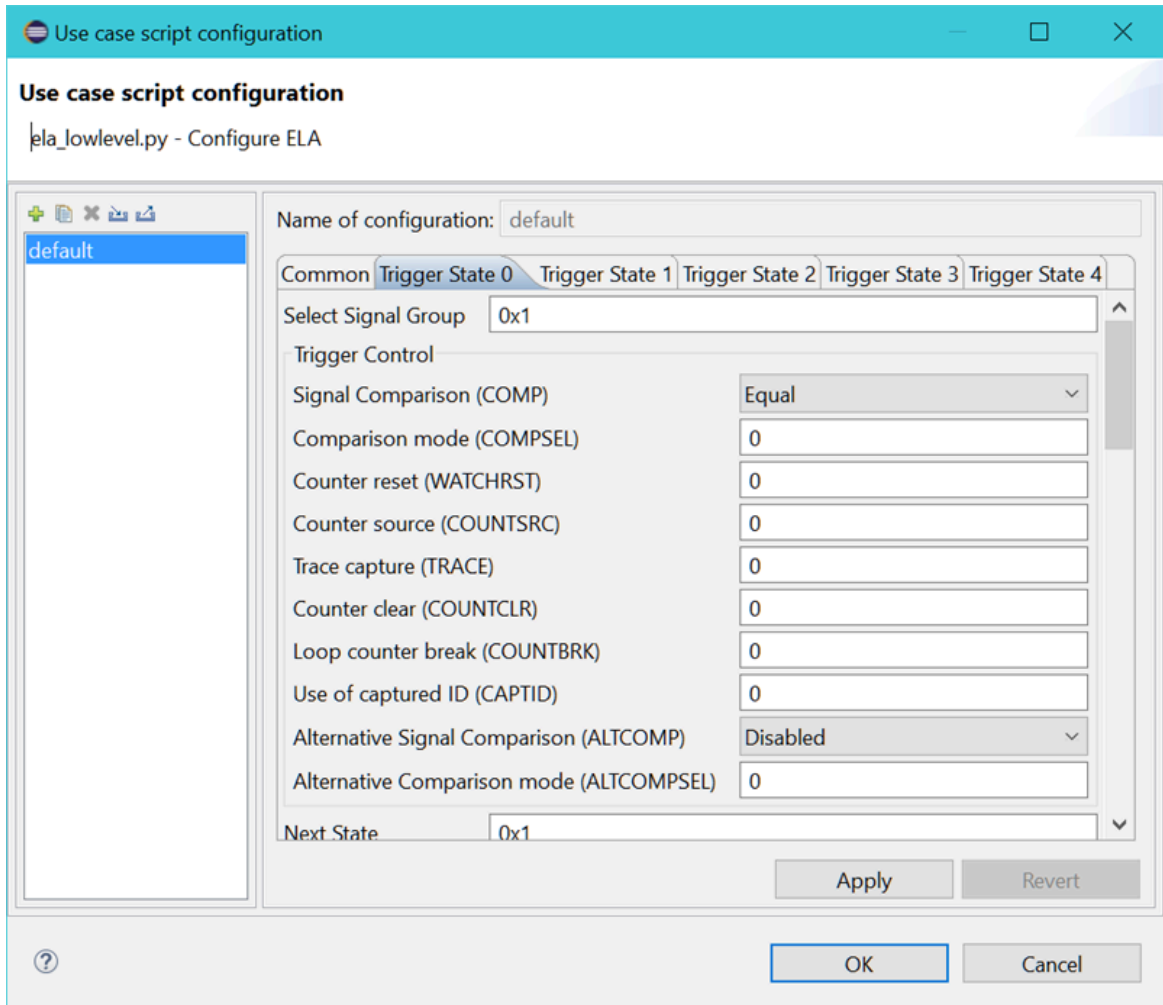 Use case script configuration
Use case script configuration
ela_lowlevel.py - Configure ELA
default
Name of configuration: default
Common Trigger State 0 Trigger State 1 Trigger State 2 Trigger State 3 Trigger State 4
Select Signal Group 0x1
Trigger Control
Signal Comparison (COMP) Equal
Comparison mode (COMPSEL) 0
Counter reset (WATCHRST) 0
Counter source (COUNTSRC) 0
Trace capture (TRACE) 0
Counter clear (COUNTCLR) 0
Loop counter break (COUNTBRK) 0
Use of captured ID (CAPTID) 0
Alternative Signal Comparison (ALTCOMP) Disabled
Alternative Comparison mode (ALTCOMPSEL) 0
Next State 0x1
Apply Revert
? OK Cancel